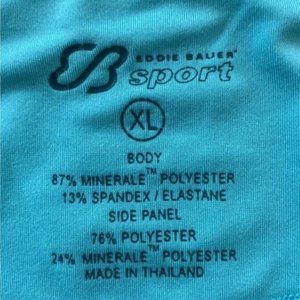 EB EDDIE BAUER®
sport
XL
BODY
87% MINERALE™ POLYESTER
13% SPANDEX / ELASTANE
SIDE PANEL
76% POLYESTER
24% MINERALE™ POLYESTER
MADE IN THAILAND